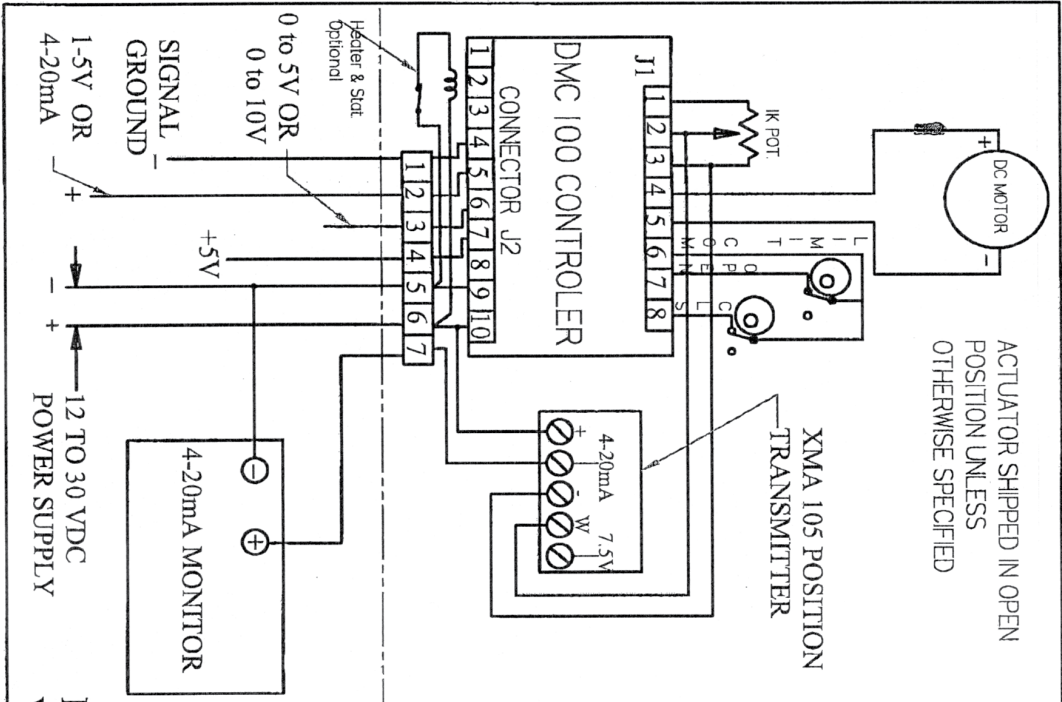 ACTUATOR SHIPPED IN OPEN
POSITION UNLESS
OTHERWISE SPECIFIED
DC MOTOR
+
-
1K POT.
J1
1 2 3 4 5 6 7 8
LIMIT
COM
OPEN
CLS
DMC 100 CONTROLER
CONNECTOR J2
1 2 3 4 5 6 7 8 9 10
XMA 105 POSITION
TRANSMITTER
+ 4-20mA - W 7.5V
Heater & Stat
Optional
1 2 3 4 5 6 7
0 to 5V OR
0 to 10V
SIGNAL
GROUND
-
1-5V OR
4-20mA
+
+5V
-
+
12 TO 30 VDC
POWER SUPPLY
- +
4-20mA MONITOR